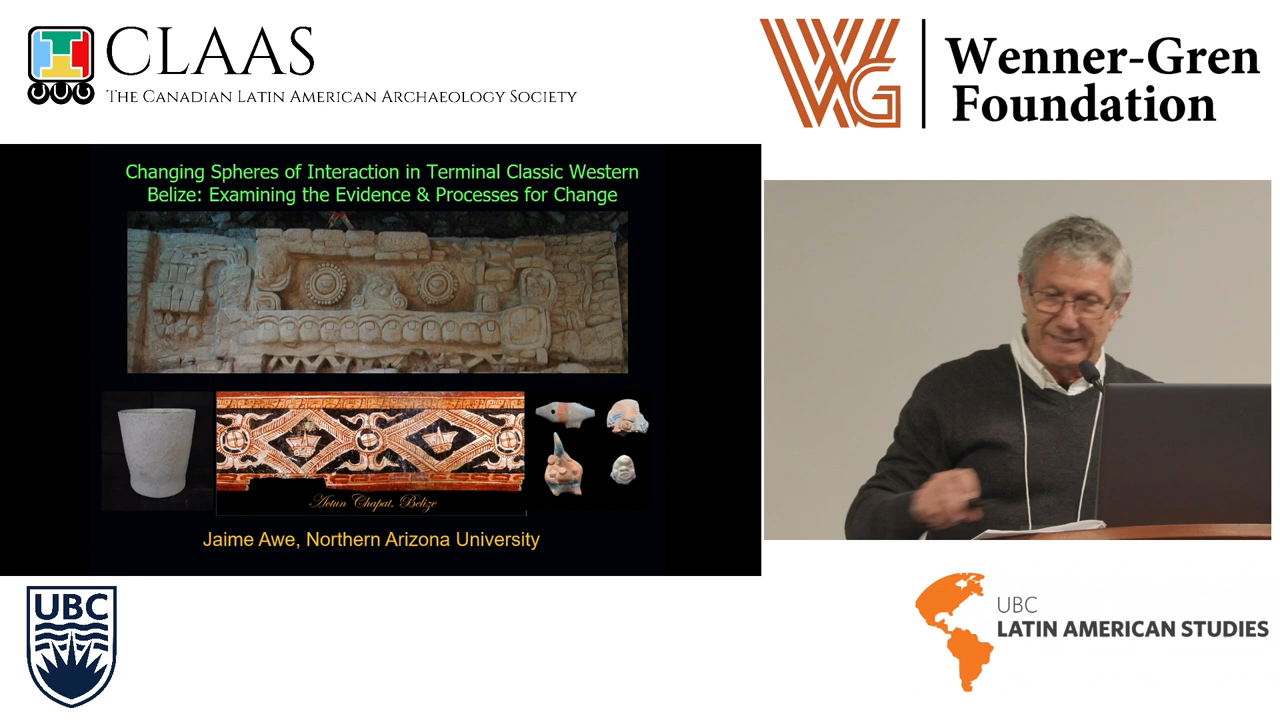 CLAAS
THE CANADIAN LATIN AMERICAN ARCHAEOLOGY SOCIETY
WG
Wenner-Gren
Foundation
Changing Spheres of Interaction in Terminal Classic Western
Belize: Examining the Evidence & Processes for Change
Actun Chapat, Belize
Jaime Awe, Northern Arizona University
UBC
UBC
LATIN AMERICAN STUDIES